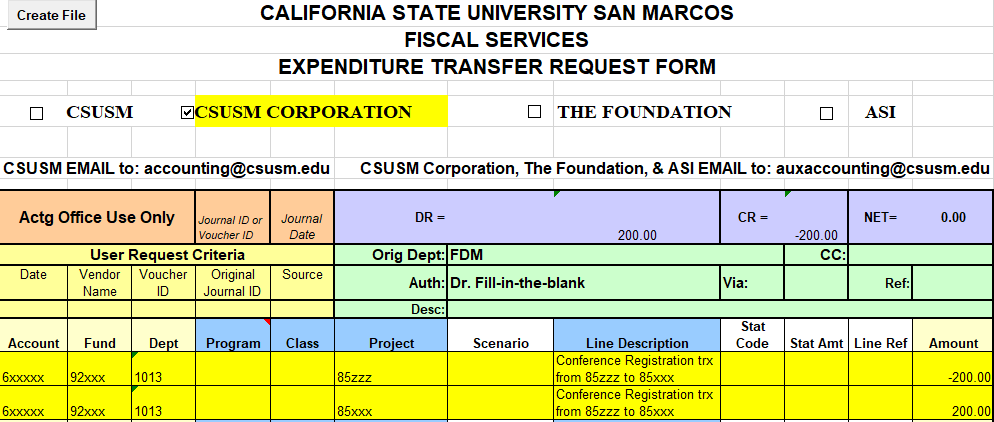 Create File
CALIFORNIA STATE UNIVERSITY SAN MARCOS
FISCAL SERVICES
EXPENDITURE TRANSFER REQUEST FORM
CSUSM CSUSM CORPORATION THE FOUNDATION ASI
CSUSM EMAIL to: accounting@csusm.edu CSUSM Corporation, The Foundation, & ASI EMAIL to: auxaccounting@csusm.edu
Actg Office Use Only Journal ID or Voucher ID Journal Date DR = 200.00 CR = -200.00 NET= 0.00
User Request Criteria Orig Dept: FDM CC:
Date Vendor Name Voucher ID Original Journal ID Source Auth: Dr. Fill-in-the-blank Via: Ref:
Desc:
Account Fund Dept Program Class Project Scenario Line Description Stat Code Stat Amt Line Ref Amount
6xxxxx 92xxx 1013 85zzz Conference Registration trx from 85zzz to 85xxx -200.00
6xxxxx 92xxx 1013 85xxx Conference Registration trx from 85zzz to 85xxx 200.00